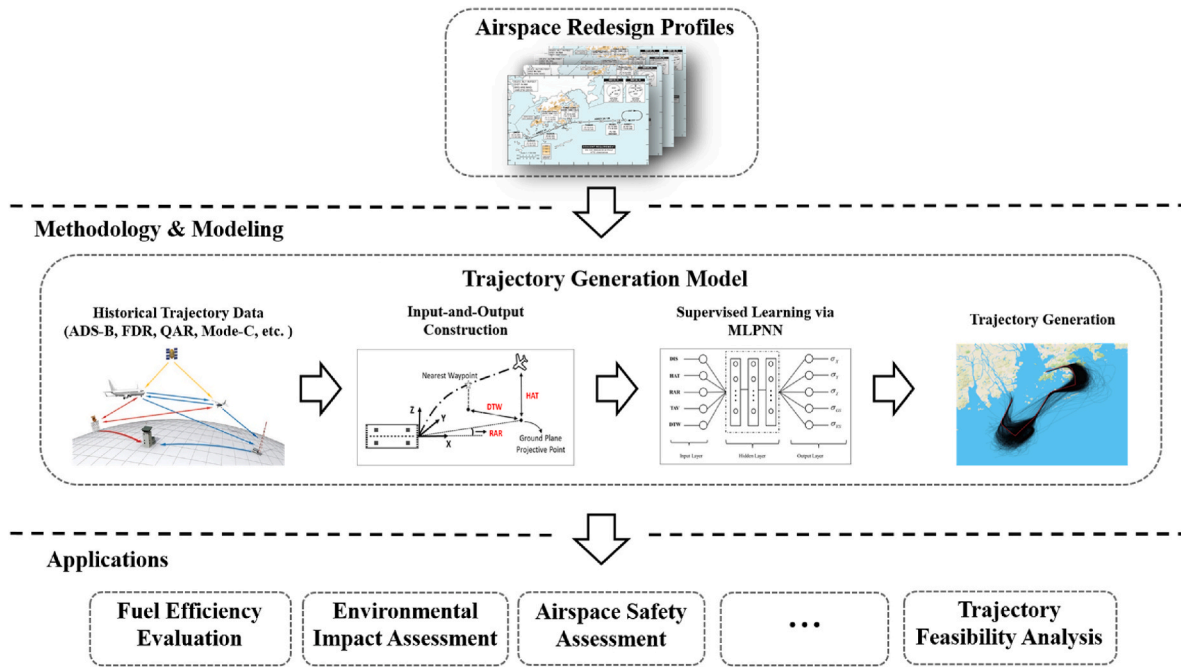 Airspace Redesign Profiles
Methodology & Modeling
Trajectory Generation Model
Historical Trajectory Data
(ADS-B, FDR, QAR, Mode-C, etc. )
Input-and-Output
Construction
Nearest Waypoint
HAT
DTW
Z
Y
X
RAR
Ground Plane
Projective Point
Supervised Learning via
MLPNN
DIS
HAT
RAR
TAV
DTW
Input Layer
Hidden Layer
Output Layer
Trajectory Generation
Applications
Fuel Efficiency
Evaluation
Environmental
Impact Assessment
Airspace Safety
Assessment
...
Trajectory
Feasibility Analysis